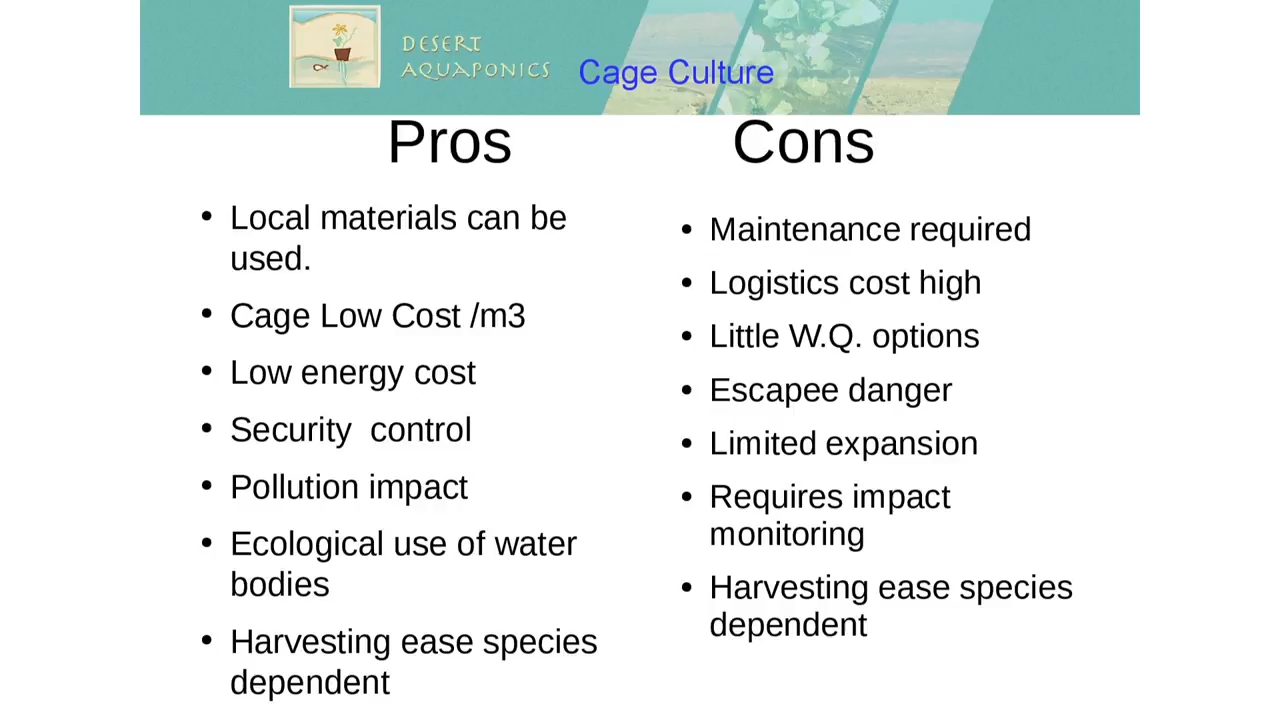 DESERT
AQUAPONICS
Cage Culture
Pros
Local materials can be
used.
Cage Low Cost /m3
Low energy cost
Security  control
Pollution impact
Ecological use of water
bodies
Harvesting ease species
dependent
Cons
Maintenance required
Logistics cost high
Little W.Q. options
Escapee danger
Limited expansion
Requires impact
monitoring
Harvesting ease species
dependent